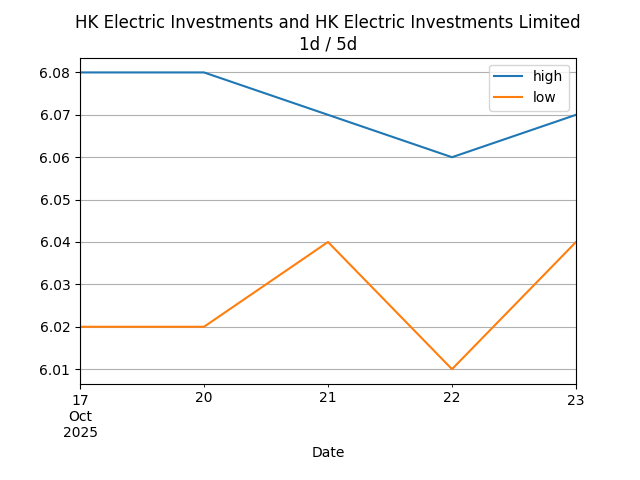 HK Electric Investments and HK Electric Investments Limited
1d / 5d
high
low
6.08
6.07
6.06
6.05
6.04
6.03
6.02
6.01
17 20 21 22 23
Oct
2025
Date